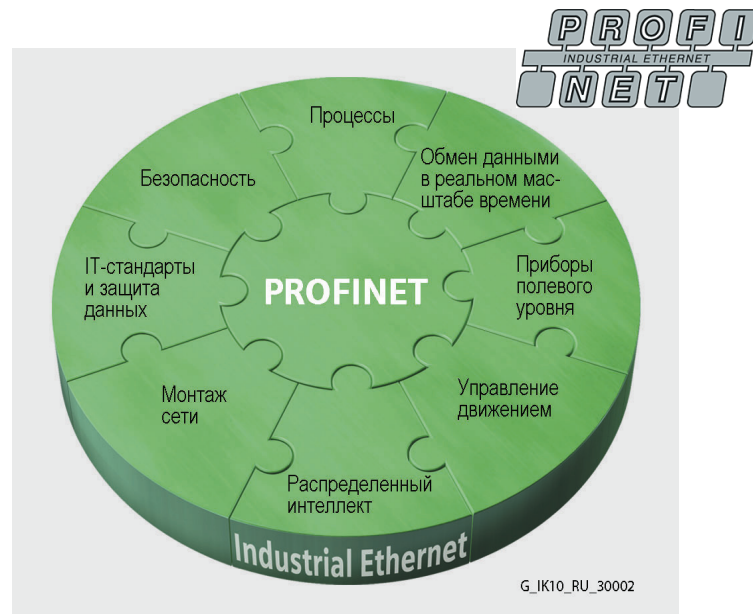 PROFI
INDUSTRIAL ETHERNET
NET
Процессы
Обмен данными
в реальном мас-
штабе времени
Безопасность
IT-стандарты
и защита
данных
PROFINET
Приборы
полевого
уровня
Монтаж
сети
Управление
движением
Распределенный
интеллект
Industrial Ethernet
G_IK10_RU_30002